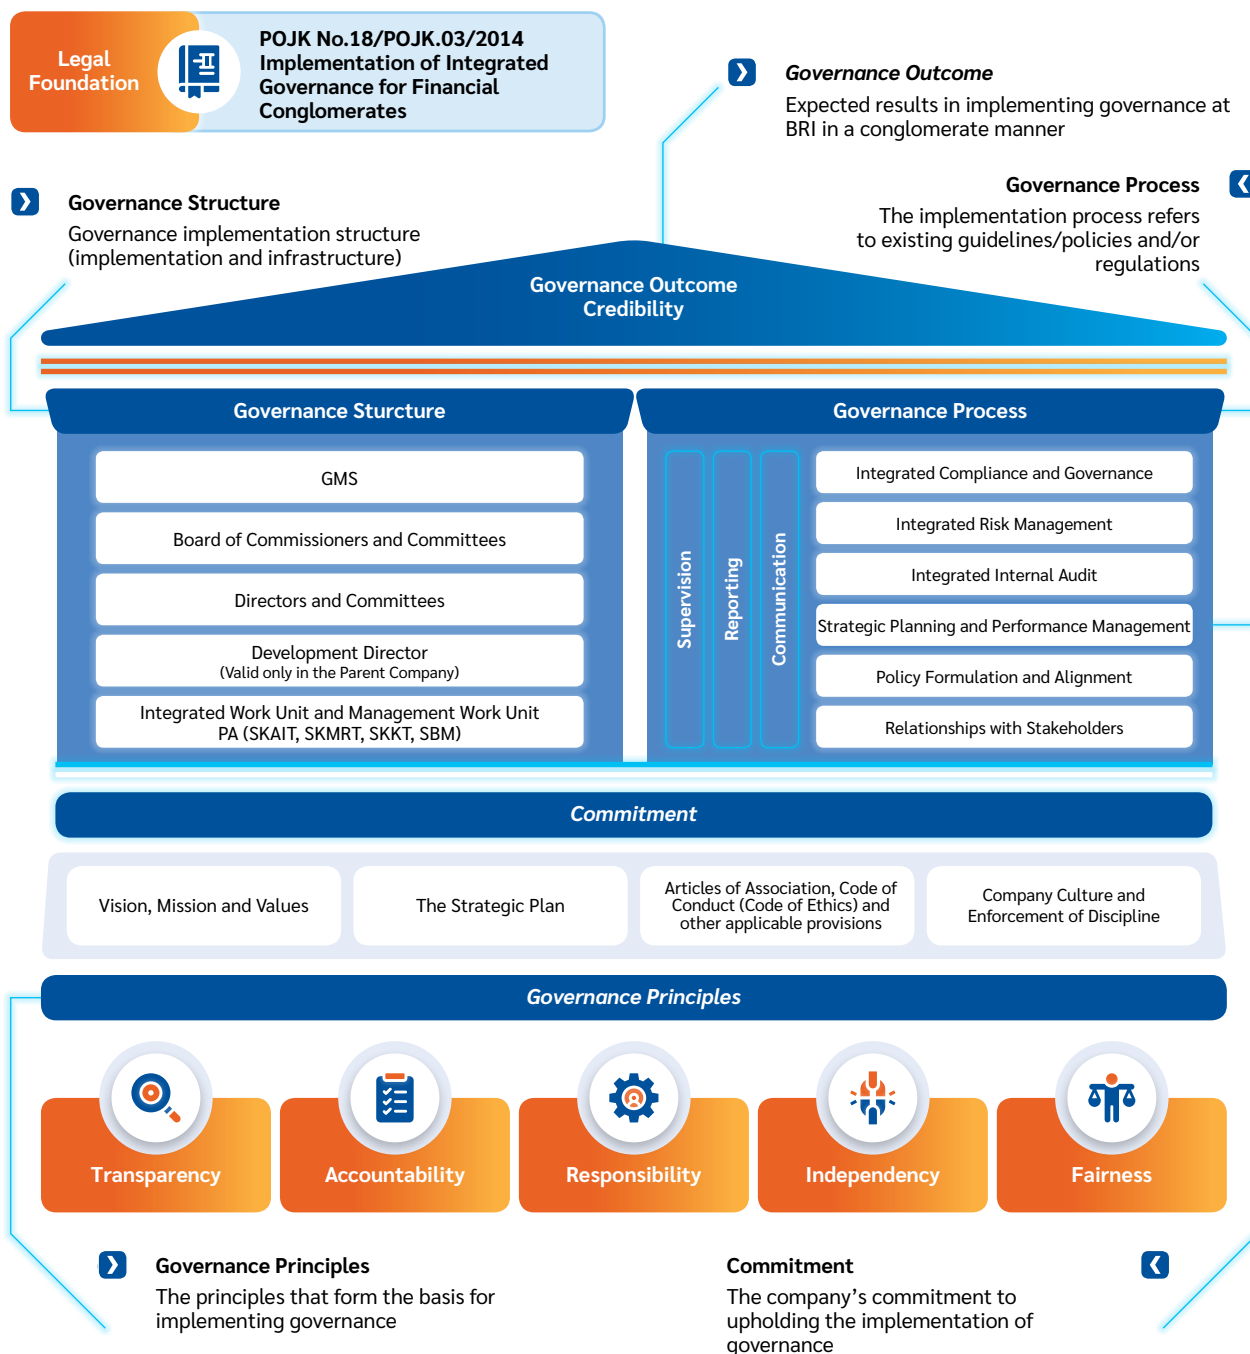 Legal
Foundation
POJK No.18/POJK.03/2014
Implementation of Integrated
Governance for Financial
Conglomerates
Governance Outcome
Expected results in implementing governance at
BRI in a conglomerate manner
Governance Structure
Governance implementation structure
(implementation and infrastructure)
Governance Process
The implementation process refers
to existing guidelines/policies and/or
regulations
Governance Outcome
Credibility
Governance Sturcture
GMS
Board of Commissioners and Committees
Directors and Committees
Development Director
(Valid only in the Parent Company)
Integrated Work Unit and Management Work Unit
PA (SKAIT, SKMRT, SKKT, SBM)
Governance Process
Supervision
Reporting
Communication
Integrated Compliance and Governance
Integrated Risk Management
Integrated Internal Audit
Strategic Planning and Performance Management
Policy Formulation and Alignment
Relationships with Stakeholders
Commitment
Vision, Mission and Values
The Strategic Plan
Articles of Association, Code of
Conduct (Code of Ethics) and
other applicable provisions
Company Culture and
Enforcement of Discipline
Governance Principles
Transparency
Accountability
Responsibility
Independency
Fairness
Governance Principles
The principles that form the basis for
implementing governance
Commitment
The company’s commitment to
upholding the implementation of
governance